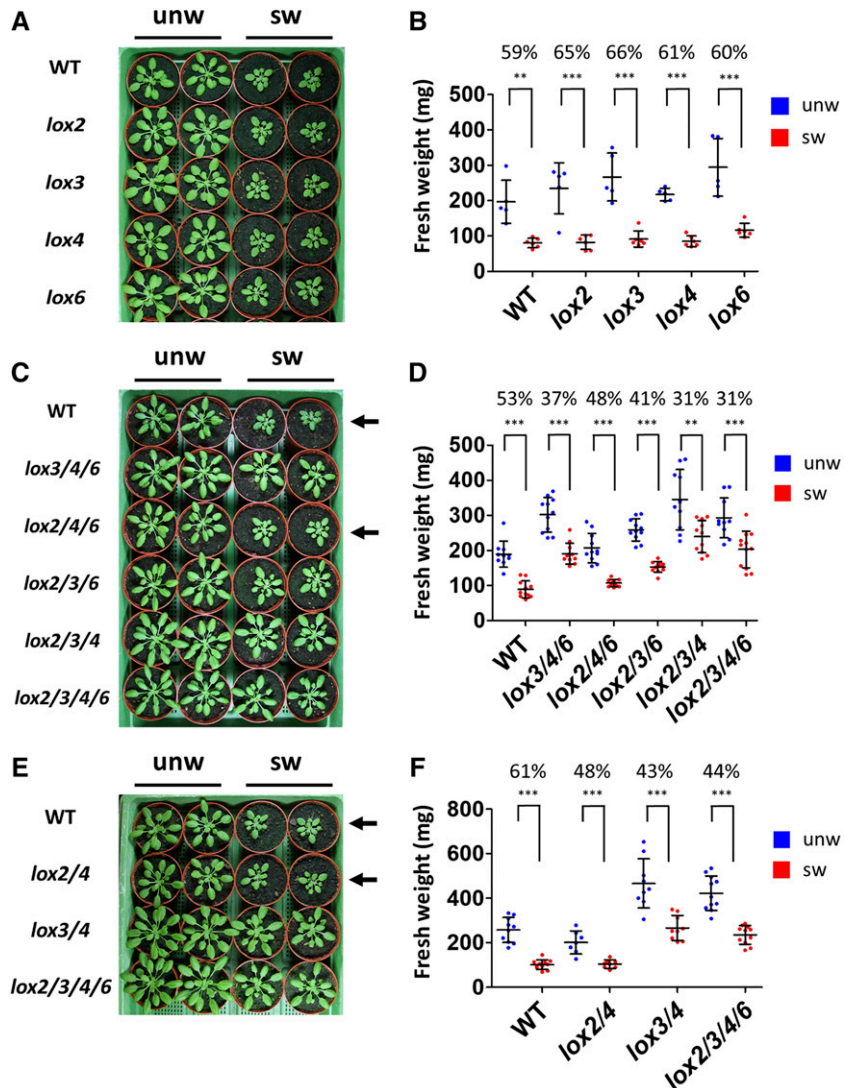 A
unw sw
WT
lox2
lox3
lox4
lox6
B
59% 65% 66% 61% 60%
** *** *** *** ***
Fresh weight (mg)
500
400
300
200
100
0
WT lox2 lox3 lox4 lox6
unw
sw
C
unw sw
WT
lox3/4/6
lox2/4/6
lox2/3/6
lox2/3/4
lox2/3/4/6
D
53% 37% 48% 41% 31% 31%
*** *** *** *** ** ***
Fresh weight (mg)
500
400
300
200
100
0
WT lox3/4/6 lox2/4/6 lox2/3/6 lox2/3/4 lox2/3/4/6
unw
sw
E
unw sw
WT
lox2/4
lox3/4
lox2/3/4/6
F
61% 48% 43% 44%
*** *** *** ***
Fresh weight (mg)
800
600
400
200
0
WT lox2/4 lox3/4 lox2/3/4/6
unw
sw